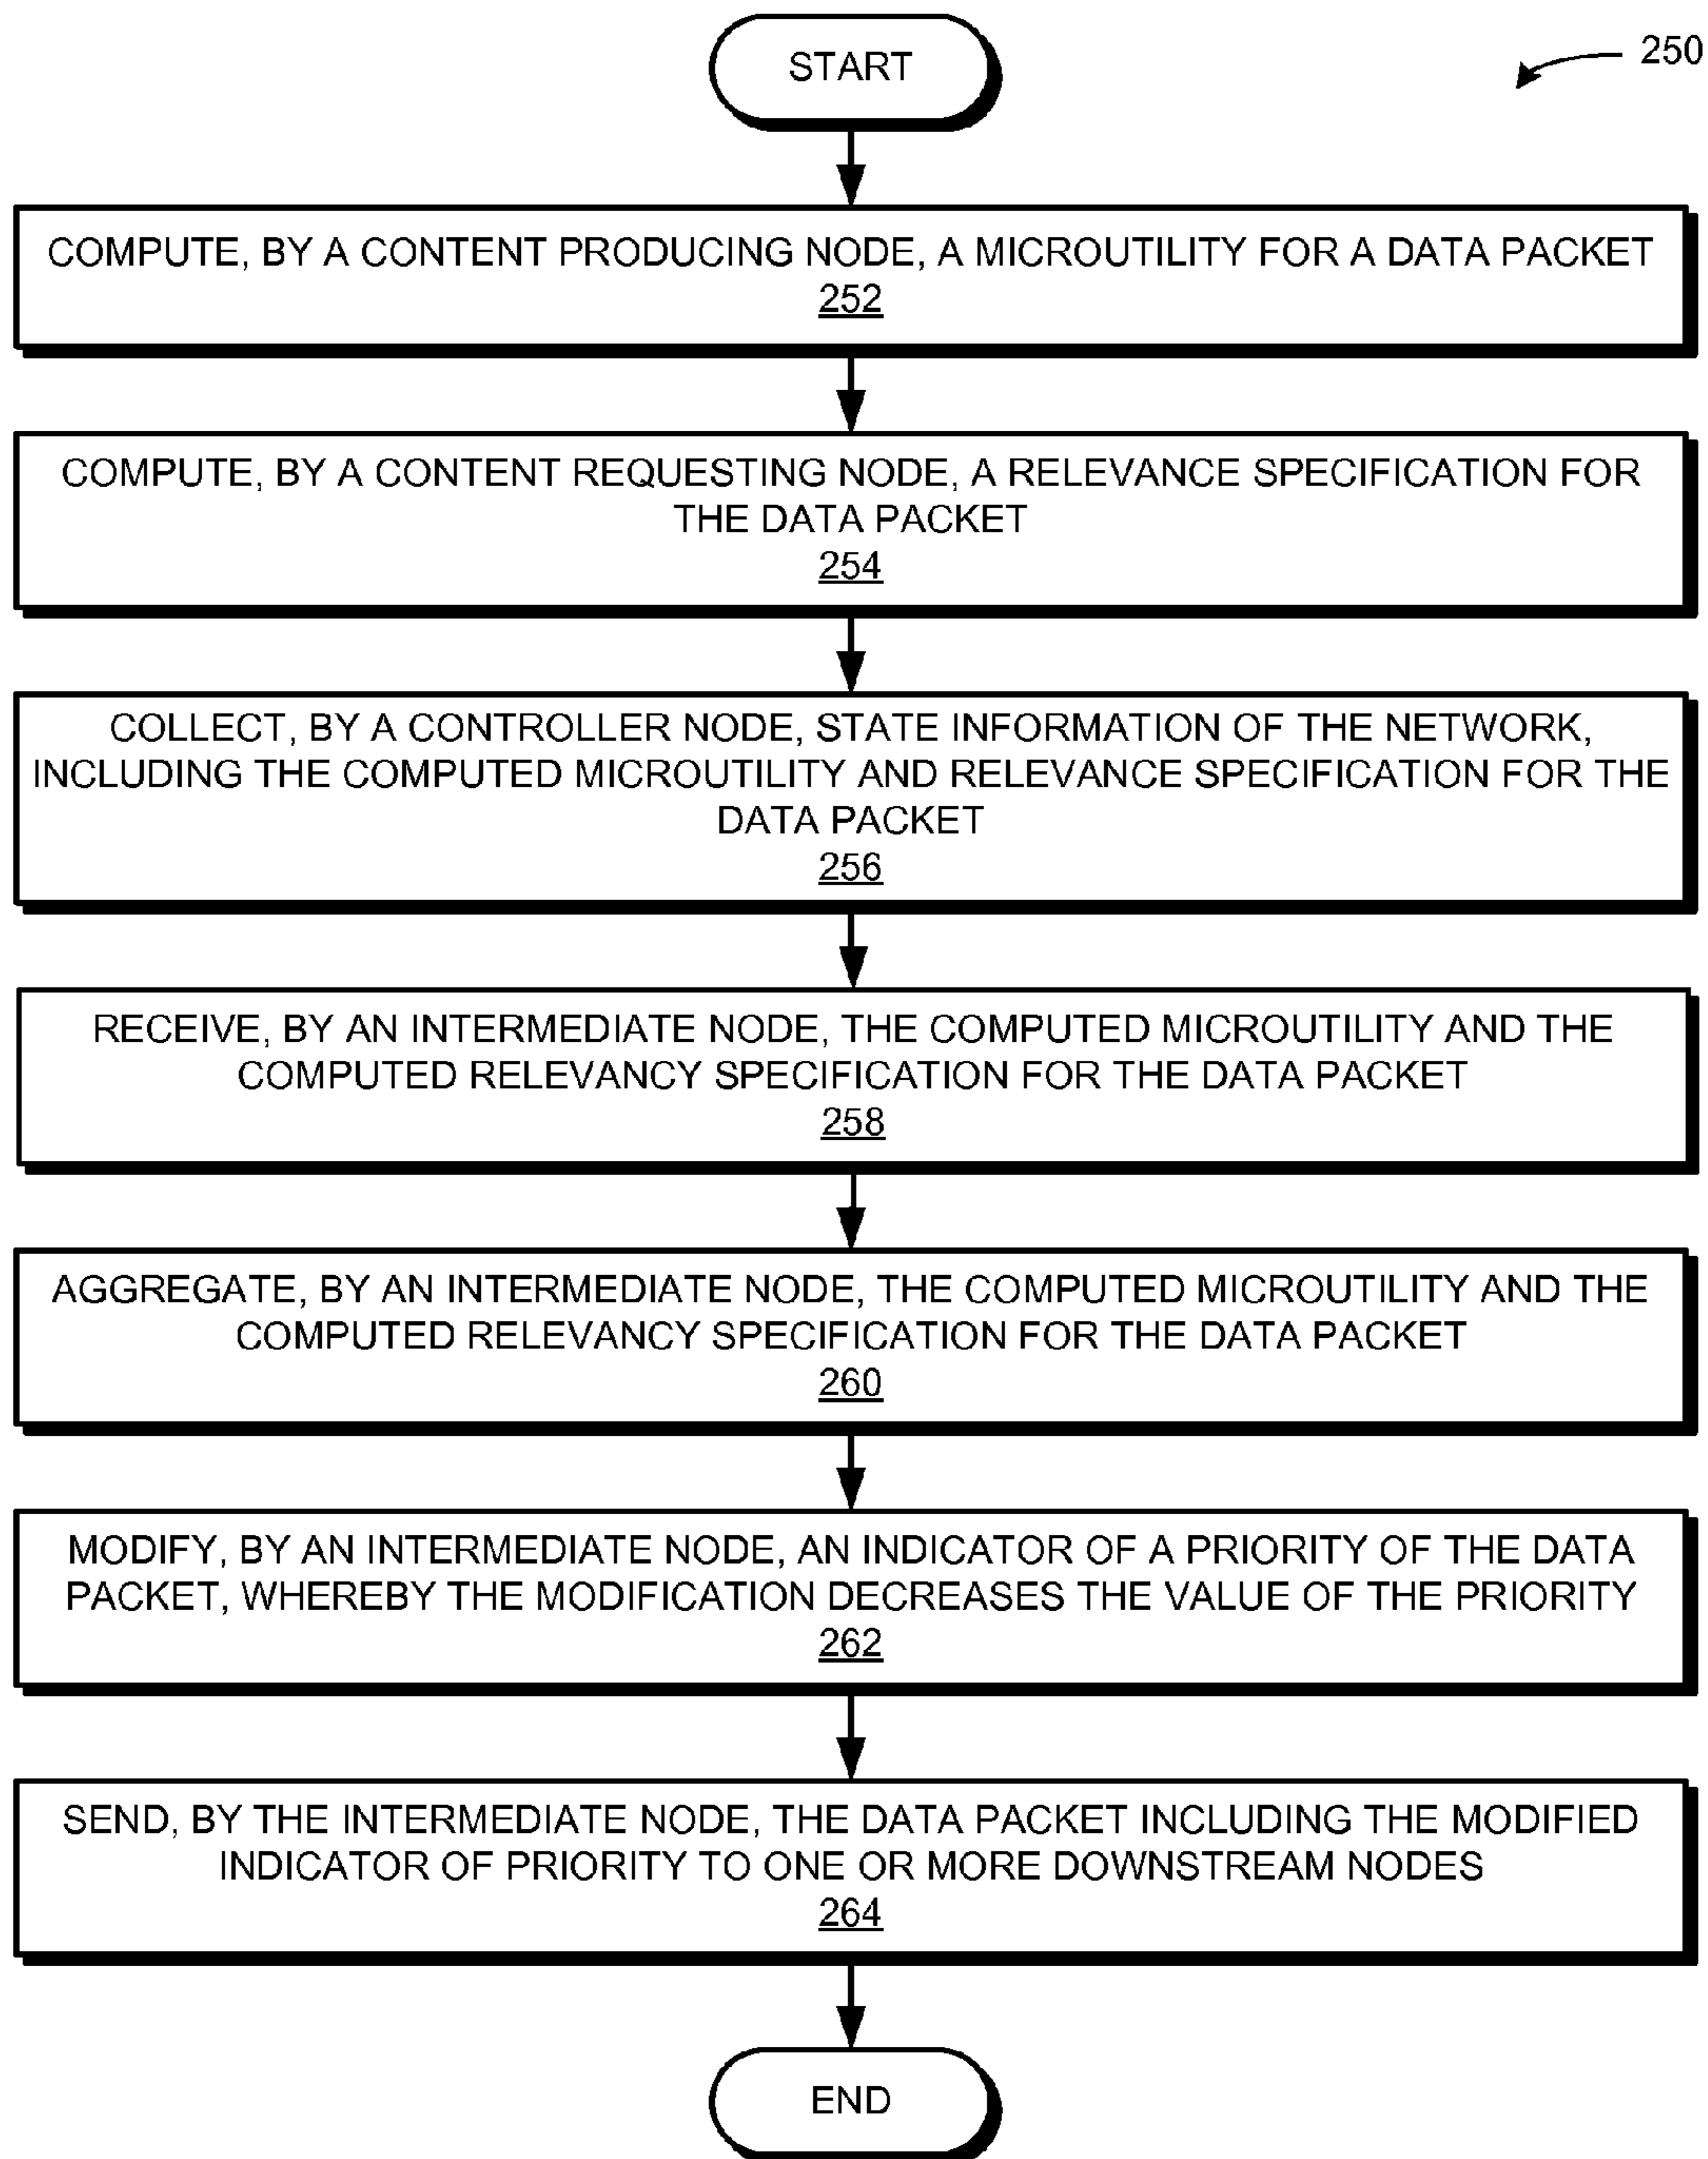 START
250
COMPUTE, BY A CONTENT PRODUCING NODE, A MICROUTILITY FOR A DATA PACKET
252
COMPUTE, BY A CONTENT REQUESTING NODE, A RELEVANCE SPECIFICATION FOR
THE DATA PACKET
254
COLLECT, BY A CONTROLLER NODE, STATE INFORMATION OF THE NETWORK,
INCLUDING THE COMPUTED MICROUTILITY AND RELEVANCE SPECIFICATION FOR THE
DATA PACKET
256
RECEIVE, BY AN INTERMEDIATE NODE, THE COMPUTED MICROUTILITY AND THE
COMPUTED RELEVANCY SPECIFICATION FOR THE DATA PACKET
258
AGGREGATE, BY AN INTERMEDIATE NODE, THE COMPUTED MICROUTILITY AND THE
COMPUTED RELEVANCY SPECIFICATION FOR THE DATA PACKET
260
MODIFY, BY AN INTERMEDIATE NODE, AN INDICATOR OF A PRIORITY OF THE DATA
PACKET, WHEREBY THE MODIFICATION DECREASES THE VALUE OF THE PRIORITY
262
SEND, BY THE INTERMEDIATE NODE, THE DATA PACKET INCLUDING THE MODIFIED
INDICATOR OF PRIORITY TO ONE OR MORE DOWNSTREAM NODES
264
END